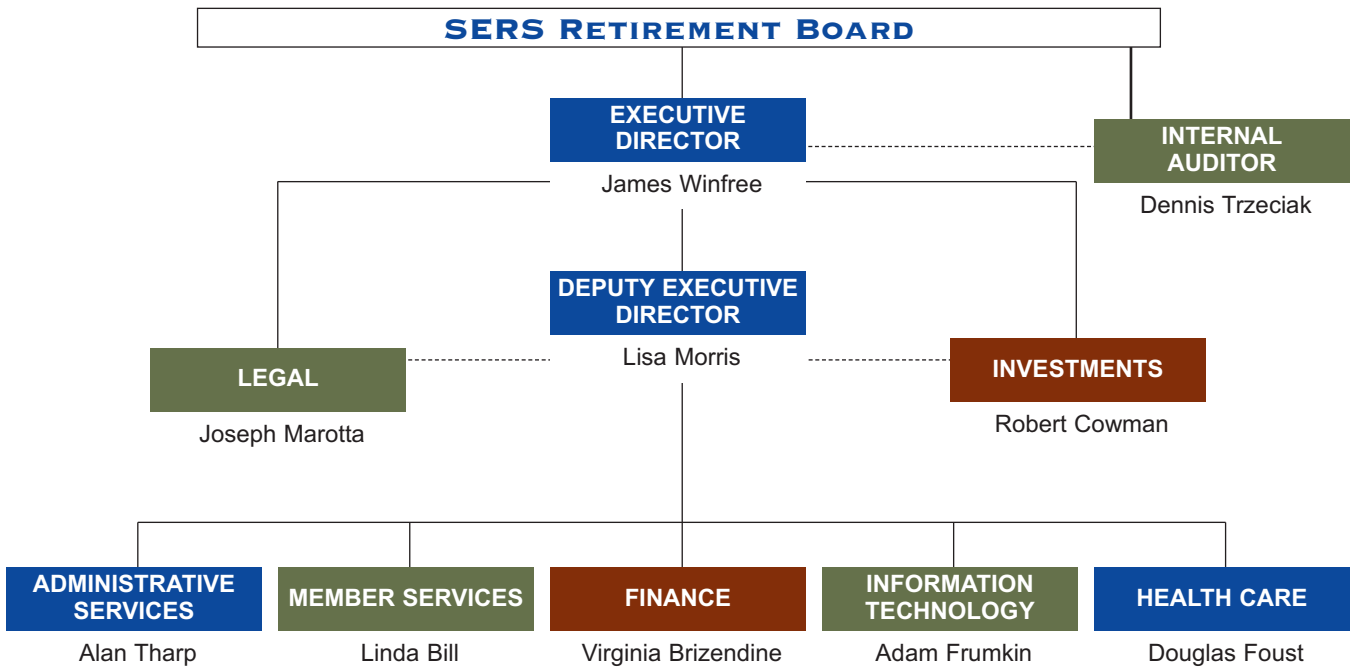 SERS Retirement Board
EXECUTIVE
DIRECTOR
James Winfree
INTERNAL
AUDITOR
Dennis Trzeciak
DEPUTY EXECUTIVE
DIRECTOR
Lisa Morris
LEGAL
Joseph Marotta
INVESTMENTS
Robert Cowman
ADMINISTRATIVE
SERVICES
Alan Tharp
MEMBER SERVICES
Linda Bill
FINANCE
Virginia Brizendine
INFORMATION
TECHNOLOGY
Adam Frumkin
HEALTH CARE
Douglas Foust